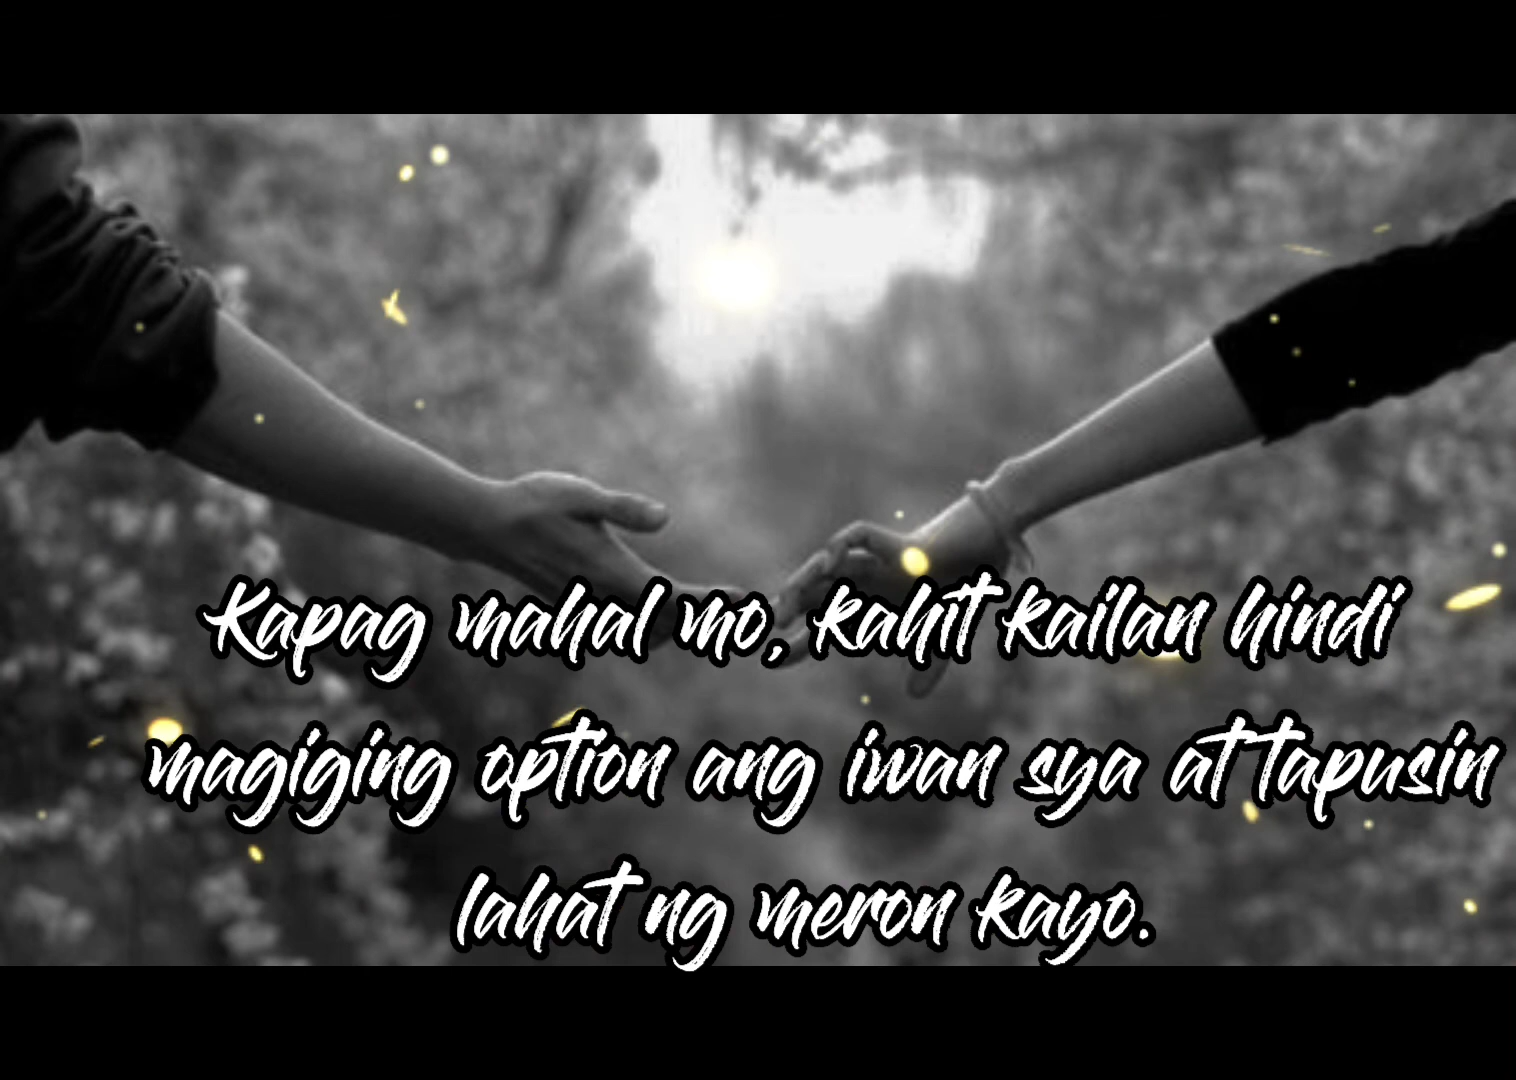 Kapag mahal mo, kahit kailan hindi
magiging option ang iwan sya at tapusin
lahat ng meron kayo.